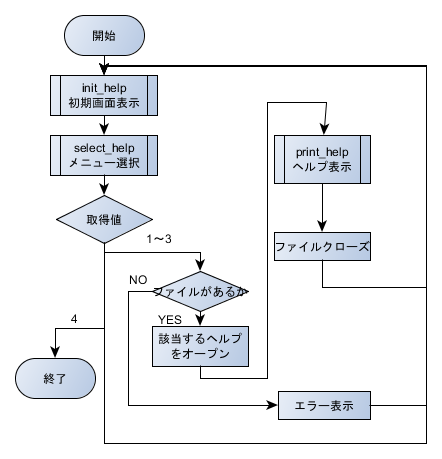 開始
init_help
初期画面表示
select_help
メニュー選択
取得値
1～3
ファイルがあるか
NO
YES
該当するヘルプ
をオープン
print_help
ヘルプ表示
ファイルクローズ
4
終了
エラー表示